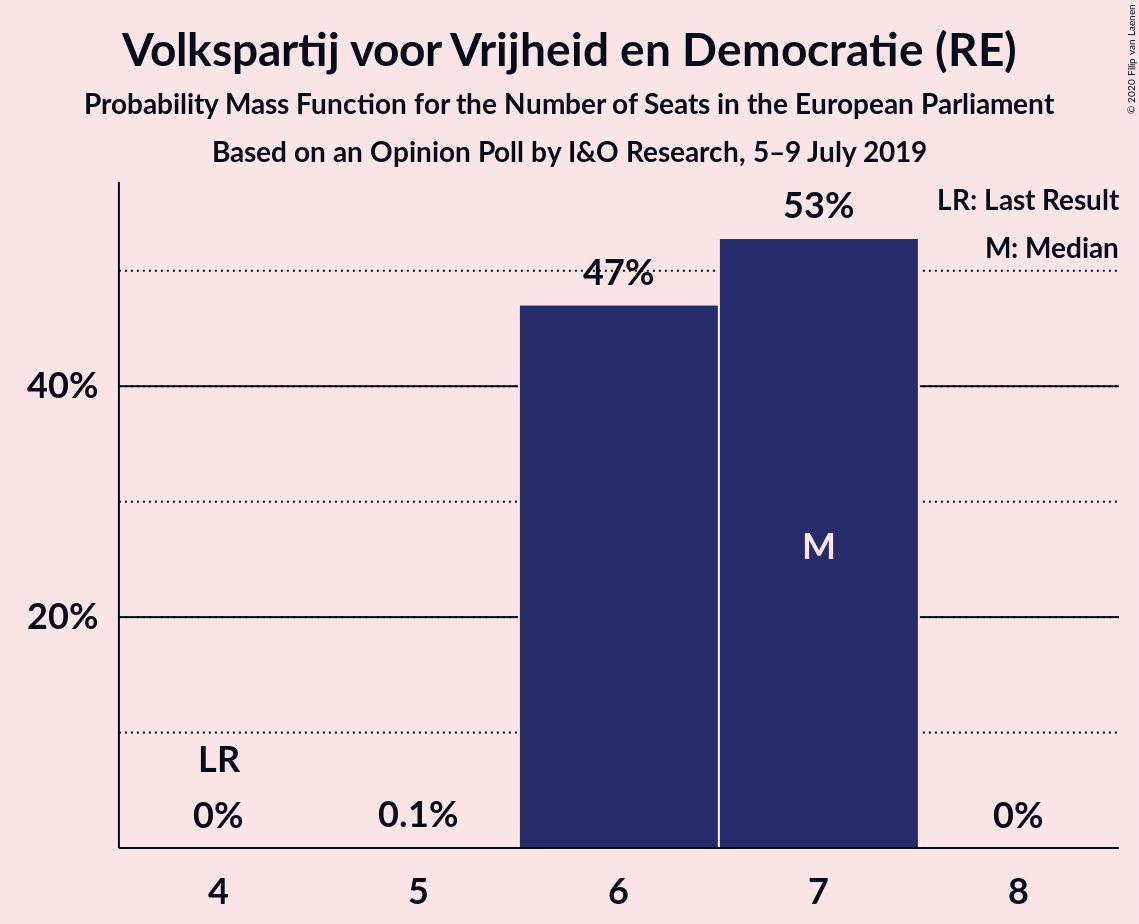 Volkspartij voor Vrijheid en Democratie (RE)
Probability Mass Function for the Number of Seats in the European Parliament
Based on an Opinion Poll by I&O Research, 5–9 July 2019
© 2020 Filip van Laenen
LR: Last Result
M: Median
53%
47%
40%
M
20%
LR
0%
0.1%
0%
4 5 6 7 8